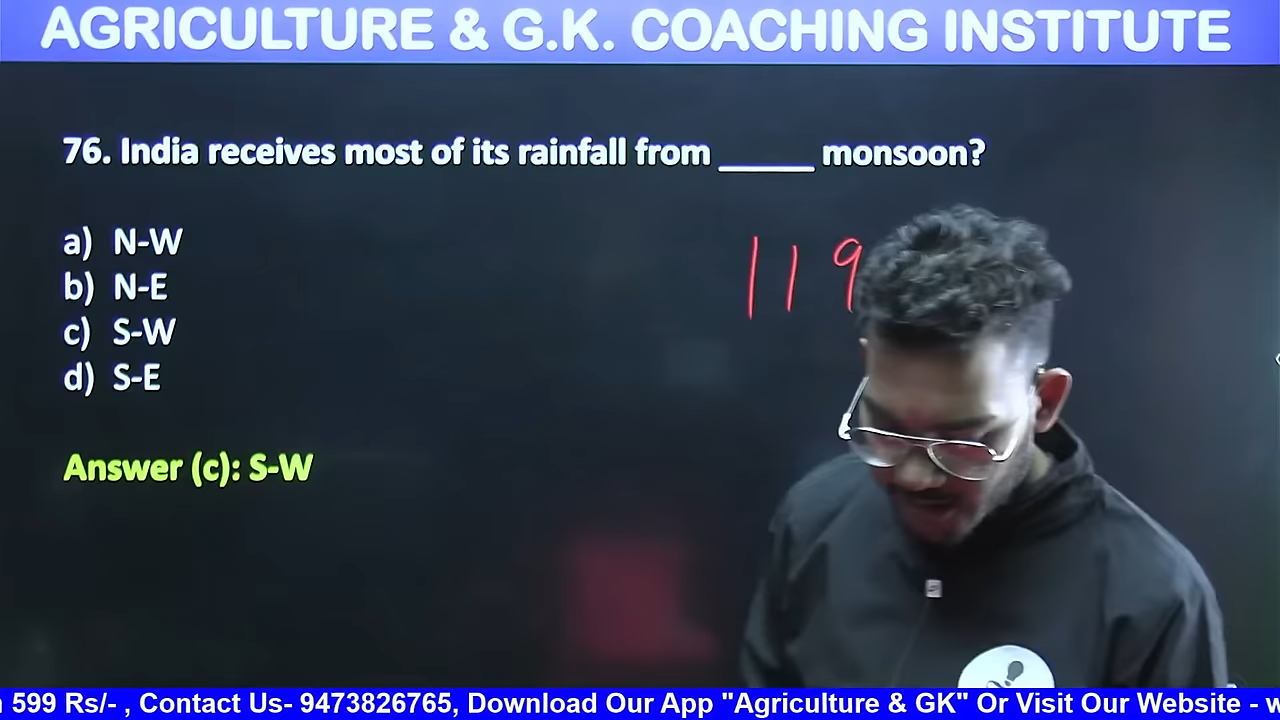 AGRICULTURE & G.K. COACHING INSTITUTE
76. India receives most of its rainfall from _____ monsoon?
a) N-W
b) N-E
c) S-W
d) S-E
119
Answer (c): S-W
599 Rs/- , Contact Us- 9473826765, Download Our App "Agriculture & GK" Or Visit Our Website -